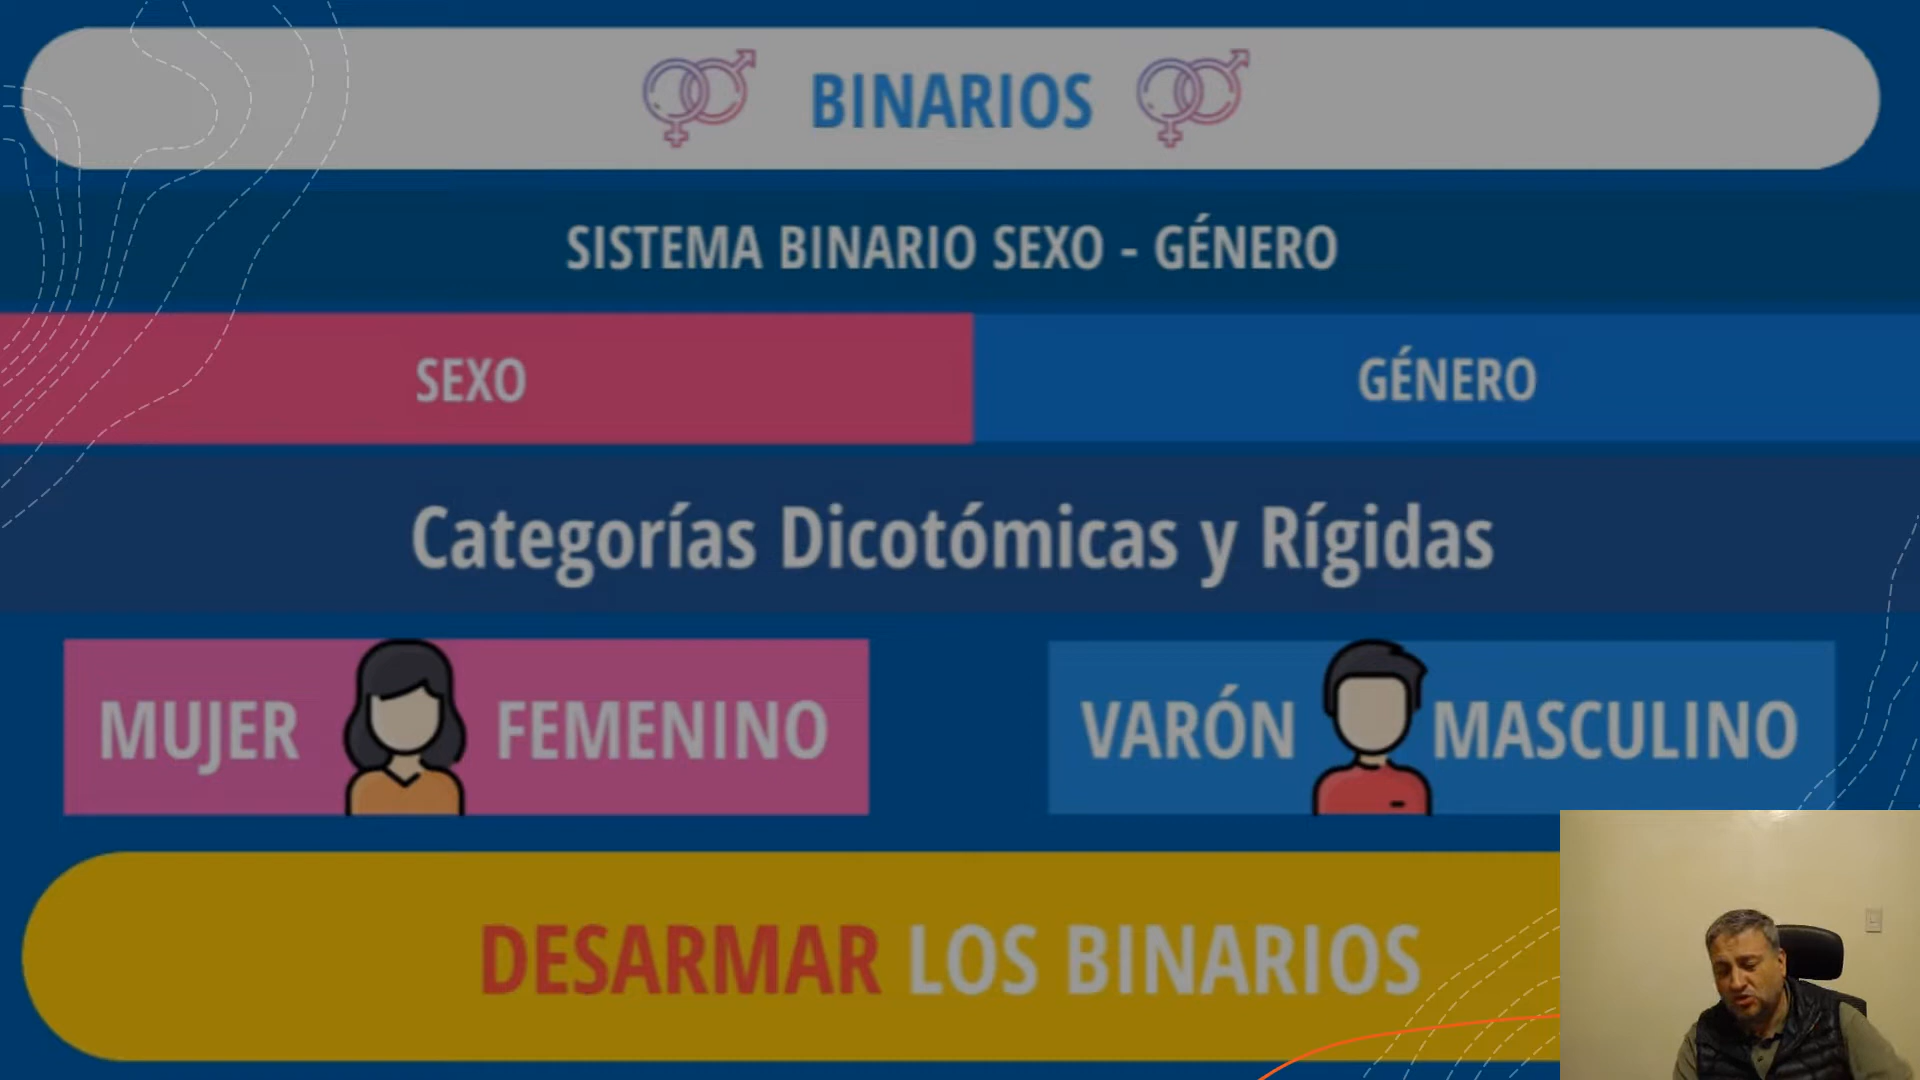 BINARIOS
SISTEMA BINARIO SEXO - GÉNERO
SEXO
GÉNERO
Categorías Dicotómicas y Rígidas
MUJER FEMENINO
VARÓN MASCULINO
DESARMAR LOS BINARIOS